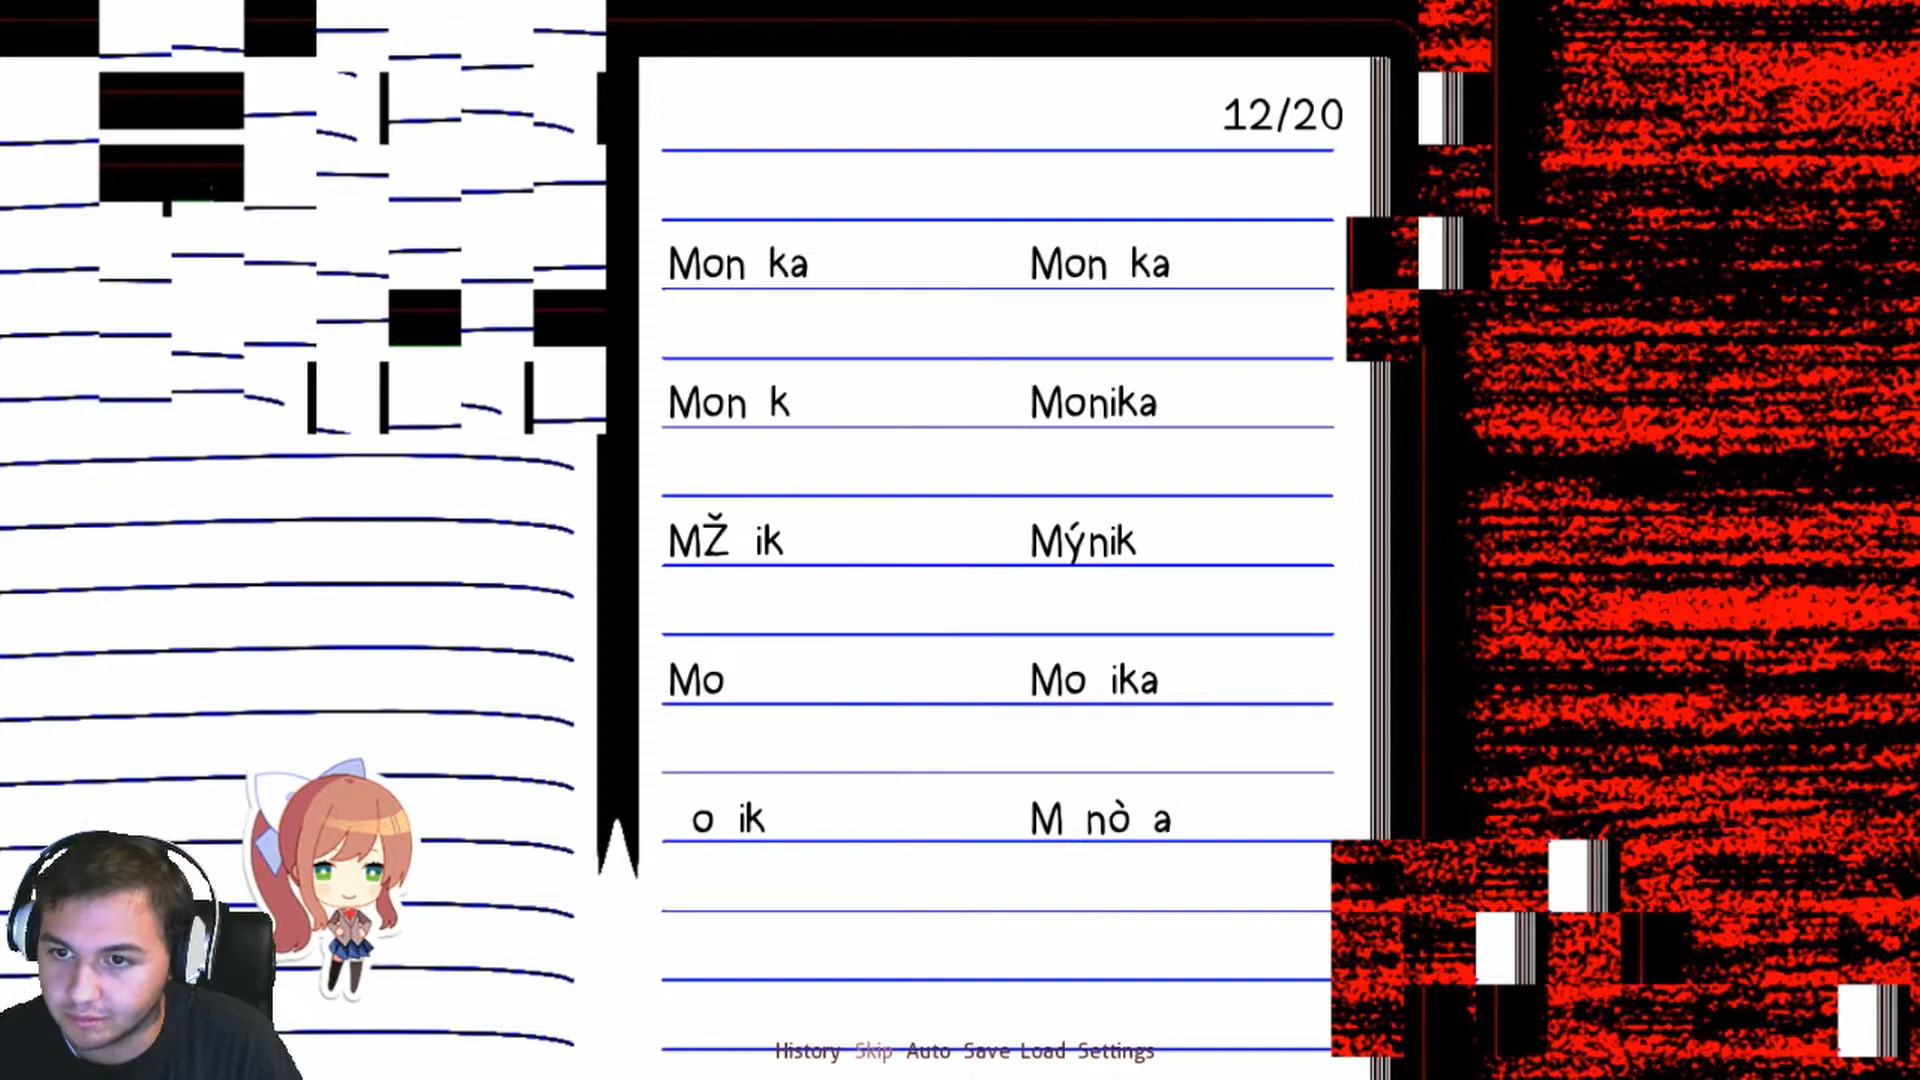 12/20
Mon ka Mon ka
Mon k Monika
MŽ ik Mýnik
Mo Mo ika
o ik M nò a
History Skip Auto Save Load Settings